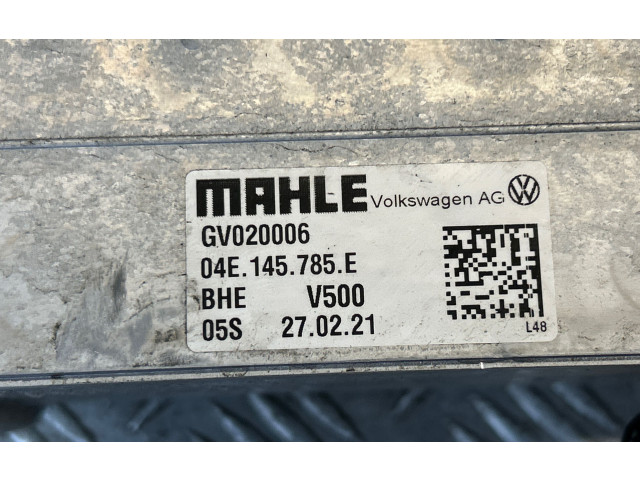 MAHLE Volkswagen AG
GV020006
04E.145.785.E
BHE V500
05S 27.02.21
L48